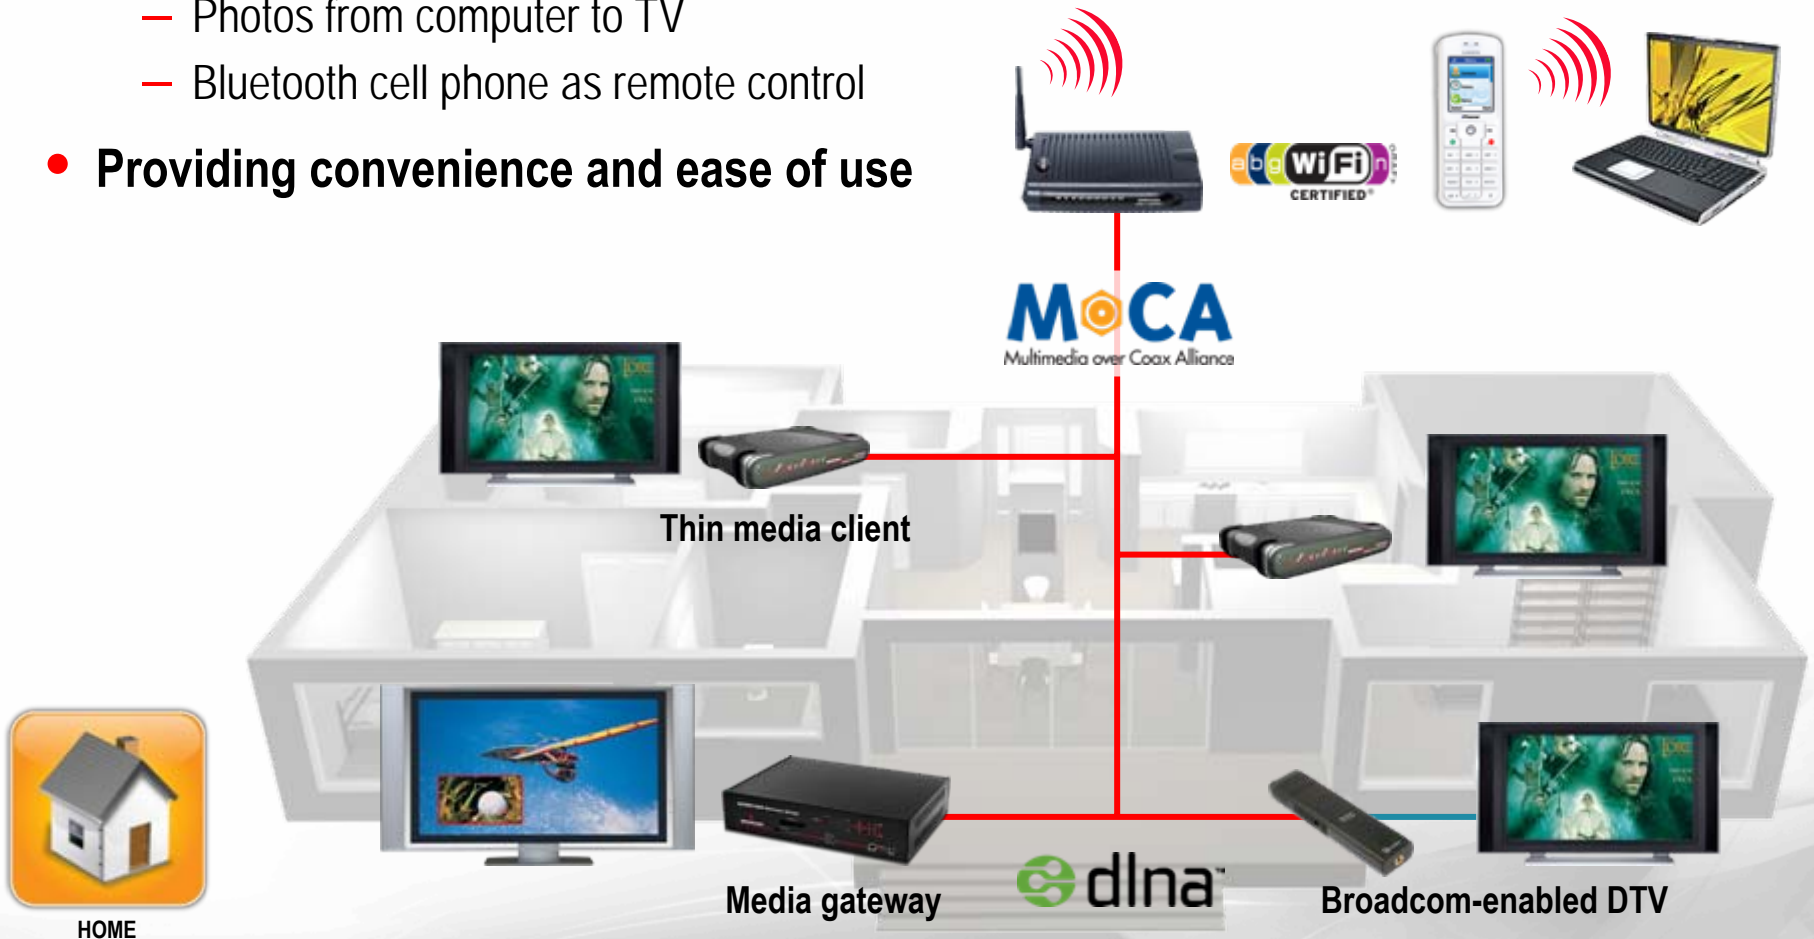 – Photos from computer to TV
– Bluetooth cell phone as remote control
• Providing convenience and ease of use
a b g WiFi n
CERTIFIED®
MoCA
Multimedia over Coax Alliance
Thin media client
Media gateway
dlna
Broadcom-enabled DTV
HOME